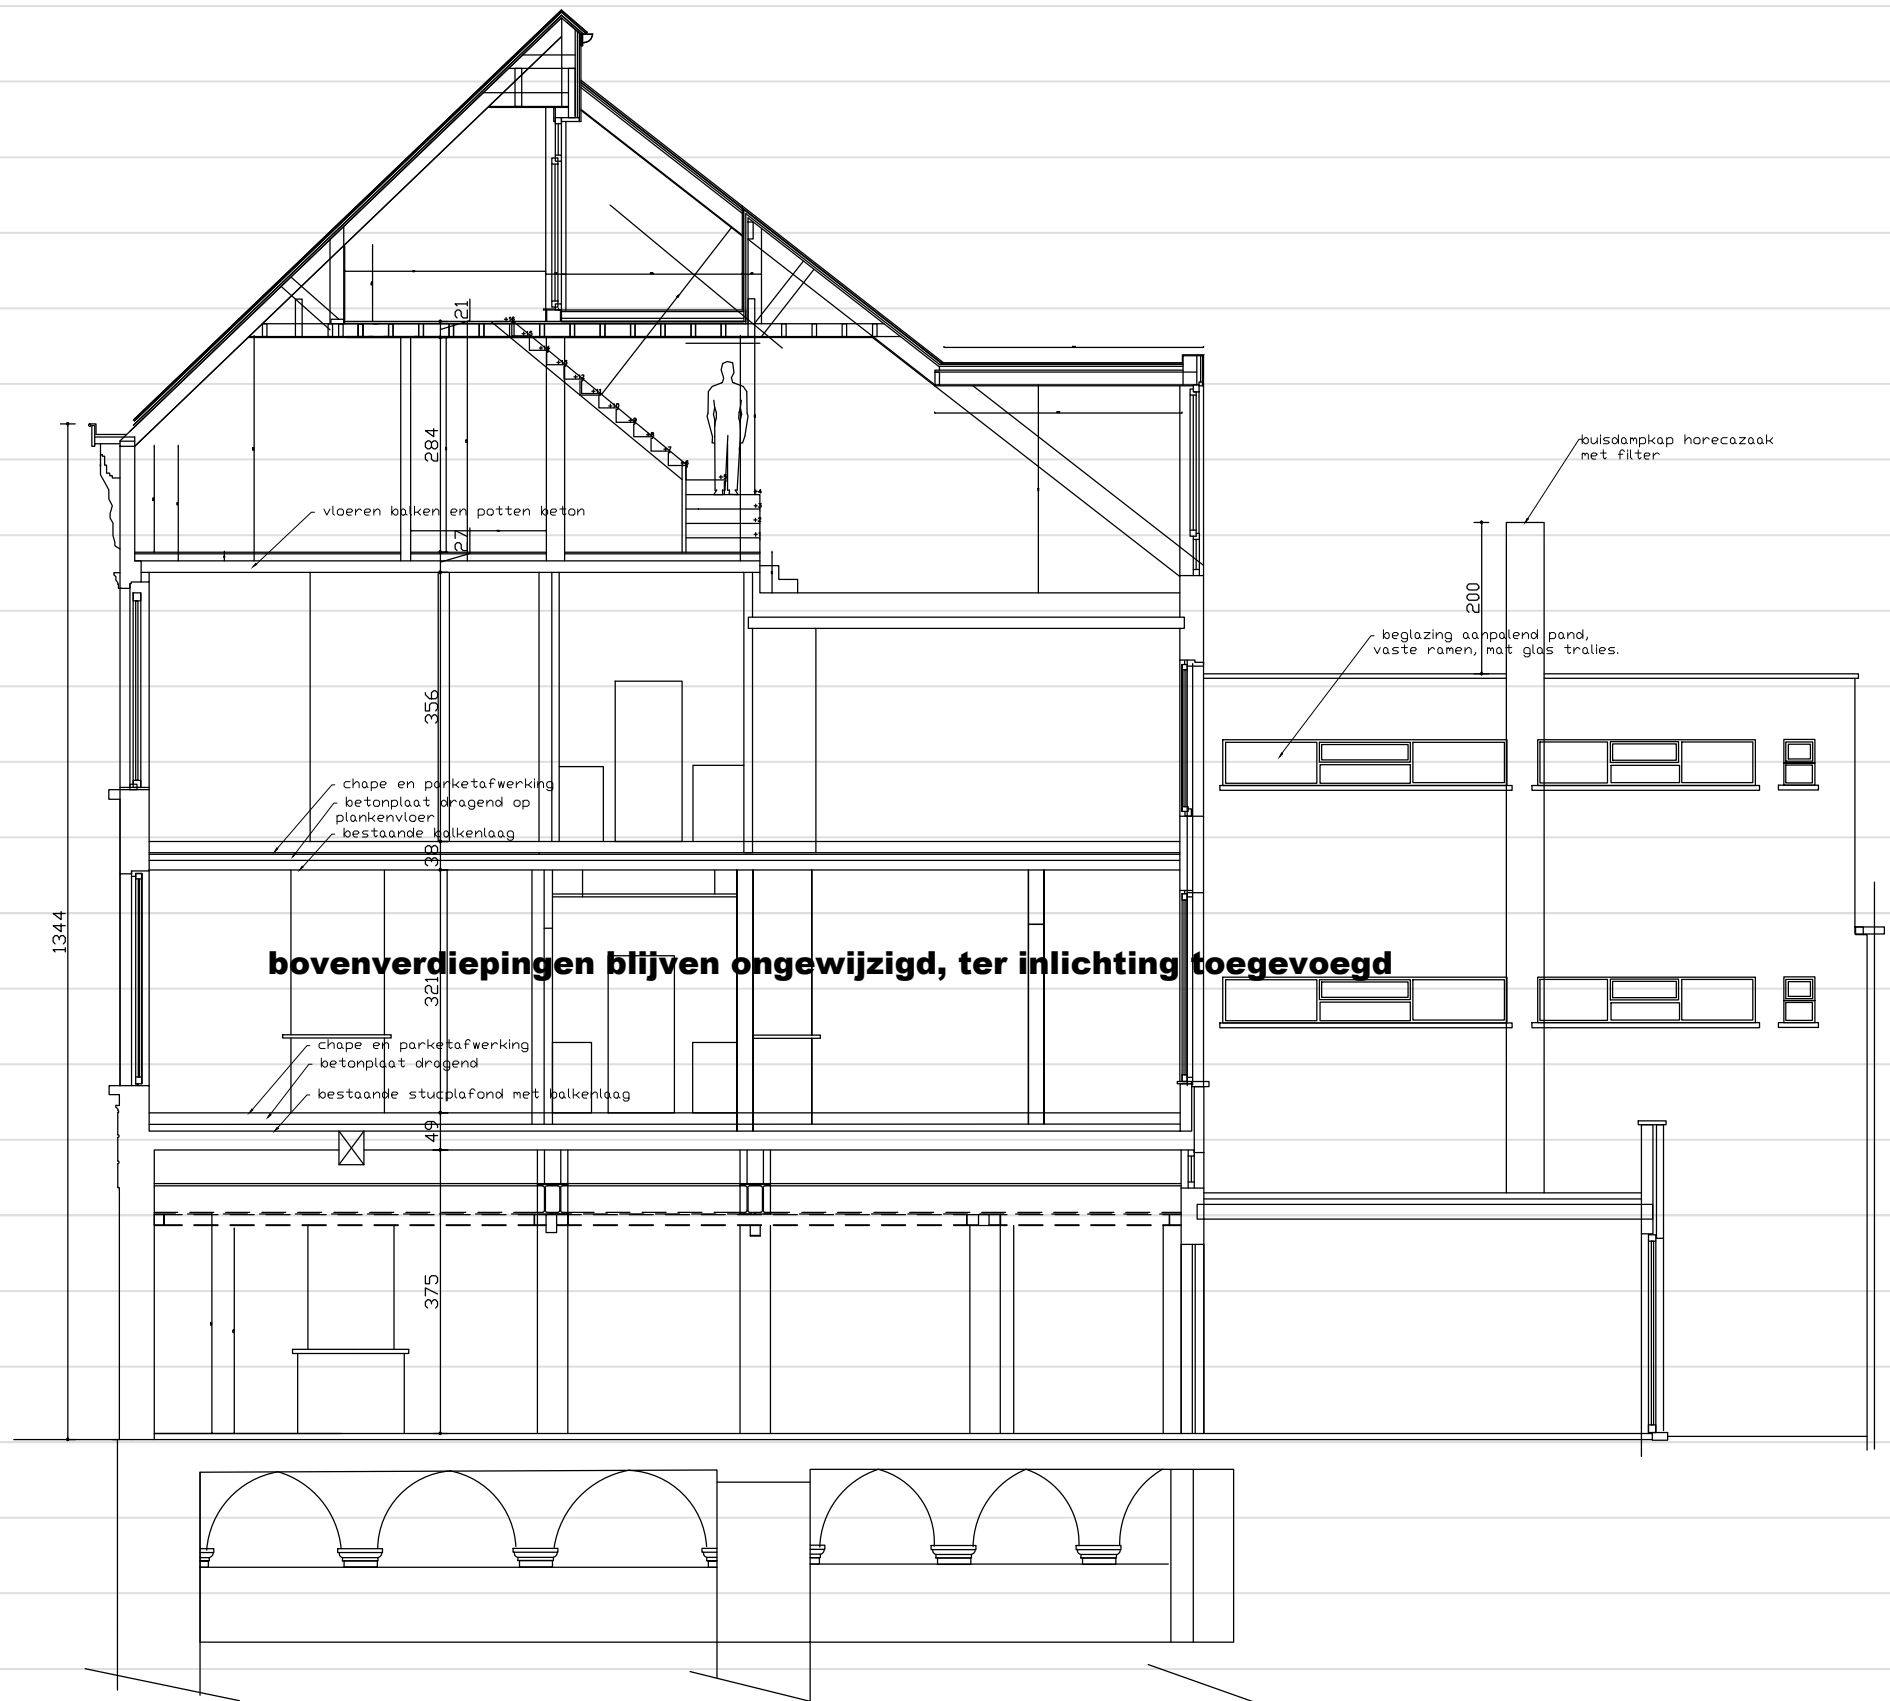 21
284
buisdampkap horecazaak
met filter
vloeren balken en potten beton
27
200
beglazing aanpalend pand,
vaste ramen, mat glas tralies.
356
chape en parketafwerking
betonplaat dragend op
plankenvloer
bestaande balkenlaag
38
1344
bovenverdiepingen blijven ongewijzigd, ter inlichting toegevoegd
321
chape en parketafwerking
betonplaat dragend
bestaande stucplafond met balkenlaag
49
375